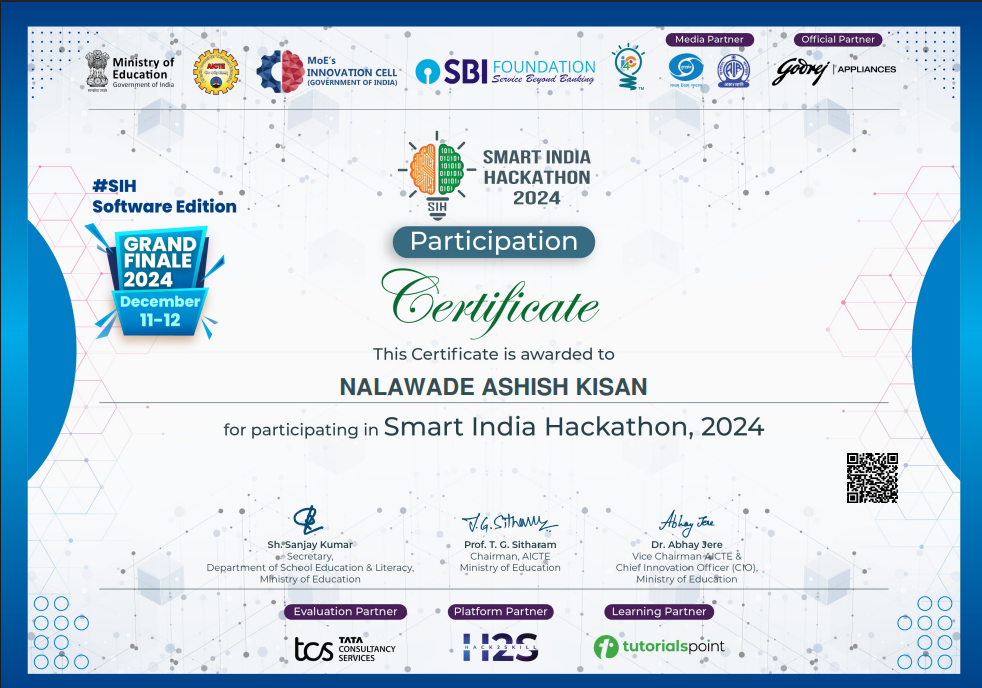 Ministry of
Education
Government of India
AICTE
MoE's
INNOVATION CELL
(GOVERNMENT OF INDIA)
SBI FOUNDATION
Service Beyond Banking
TM
Media Partner
Official Partner
Godrej | APPLIANCES
SMART INDIA
HACKATHON
2024
SIH
#SIH
Software Edition
GRAND
FINALE
2024
December
11-12
Participation
Certificate
This Certificate is awarded to
NALAWADE ASHISH KISAN
for participating in Smart India Hackathon, 2024
T.G. Sitharam
Abhay Jere
Sh. Sanjay Kumar
Secretary,
Department of School Education & Literacy,
Ministry of Education
Prof. T. G. Sitharam
Chairman, AICTE
Ministry of Education
Dr. Abhay Jere
Vice Chairman AICTE &
Chief Innovation Officer (CIO),
Ministry of Education
Evaluation Partner
Platform Partner
Learning Partner
tcs TATA
CONSULTANCY
SERVICES
H2S
HACK2SKILL
tutorialspoint